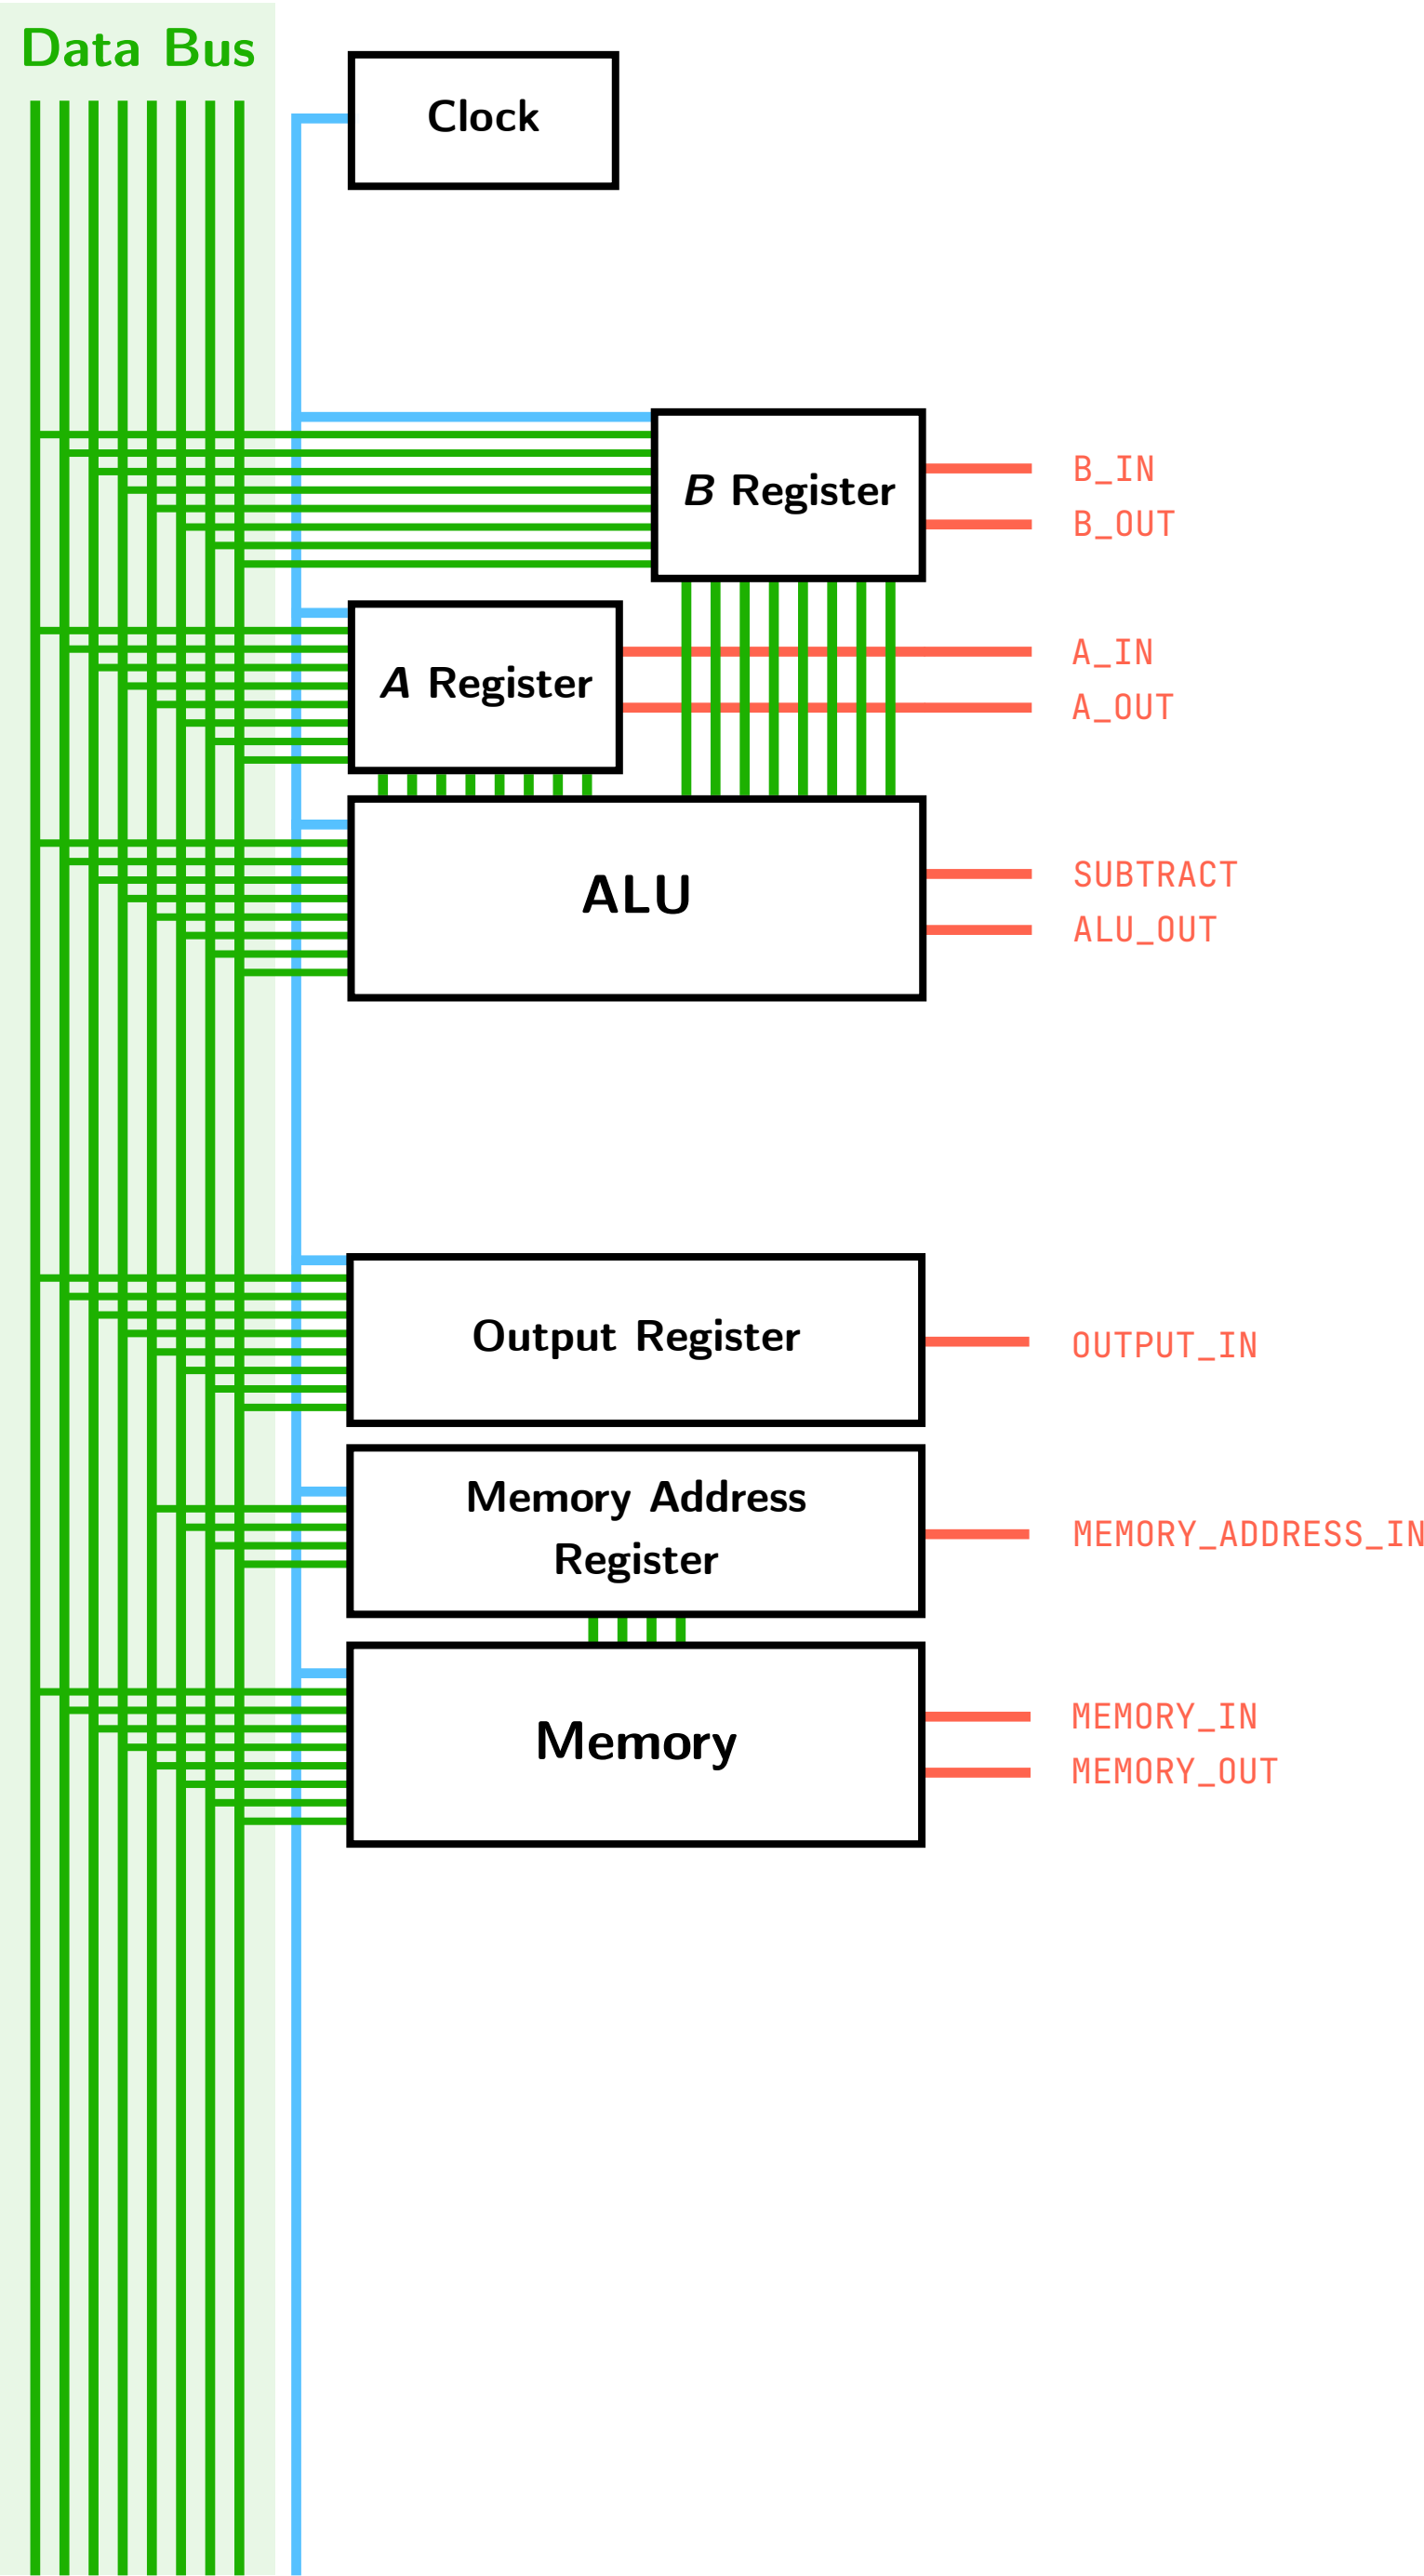 Data Bus
Clock
B Register
B_IN
B_OUT
A Register
A_IN
A_OUT
ALU
SUBTRACT
ALU_OUT
Output Register
OUTPUT_IN
Memory Address
Register
MEMORY_ADDRESS_IN
Memory
MEMORY_IN
MEMORY_OUT